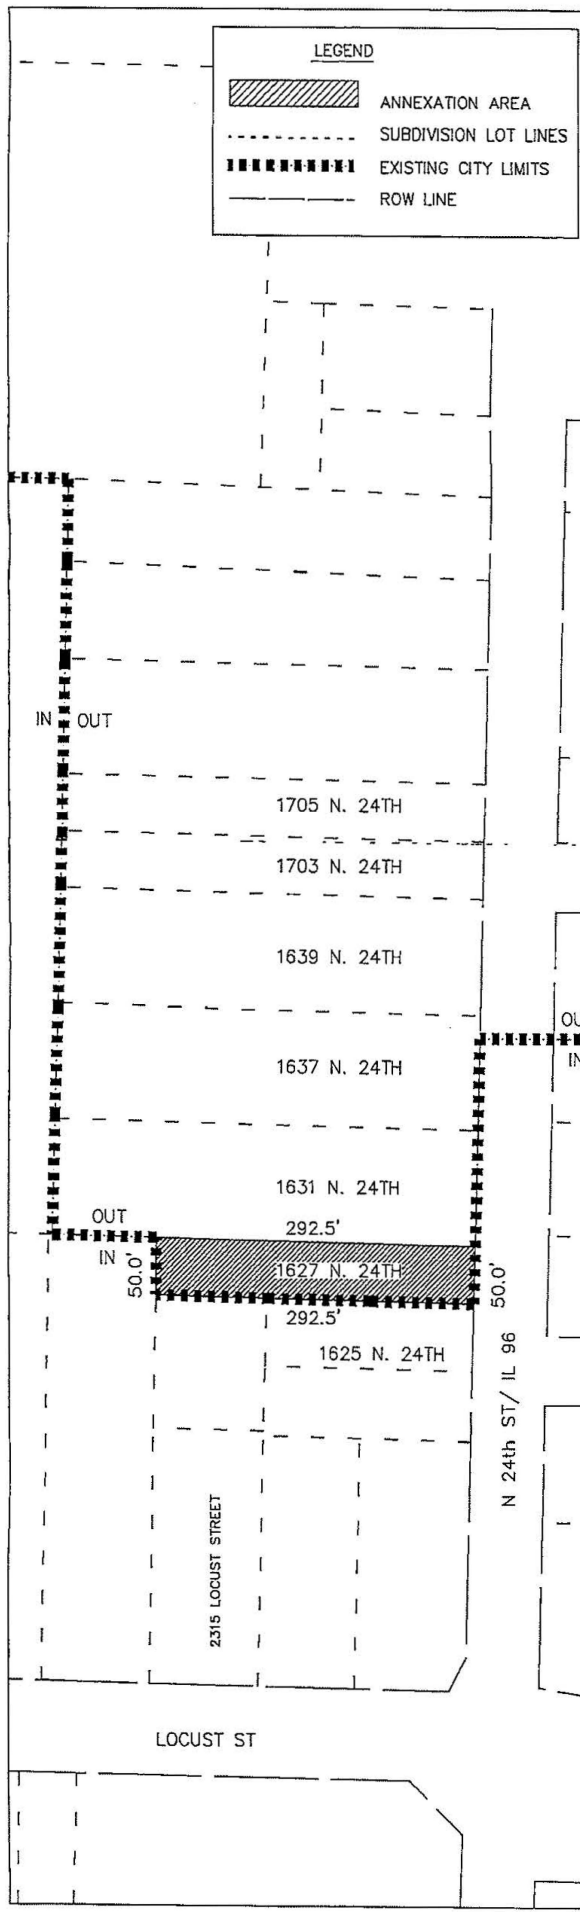 LEGEND
ANNEXATION AREA
SUBDIVISION LOT LINES
EXISTING CITY LIMITS
ROW LINE
IN OUT
1705 N. 24TH
1703 N. 24TH
1639 N. 24TH
OU
IN
1637 N. 24TH
1631 N. 24TH
OUT
IN
292.5'
50.0'
1627 N. 24TH
50.0'
292.5'
1625 N. 24TH
N 24th ST/ IL 96
2315 LOCUST STREET
LOCUST ST